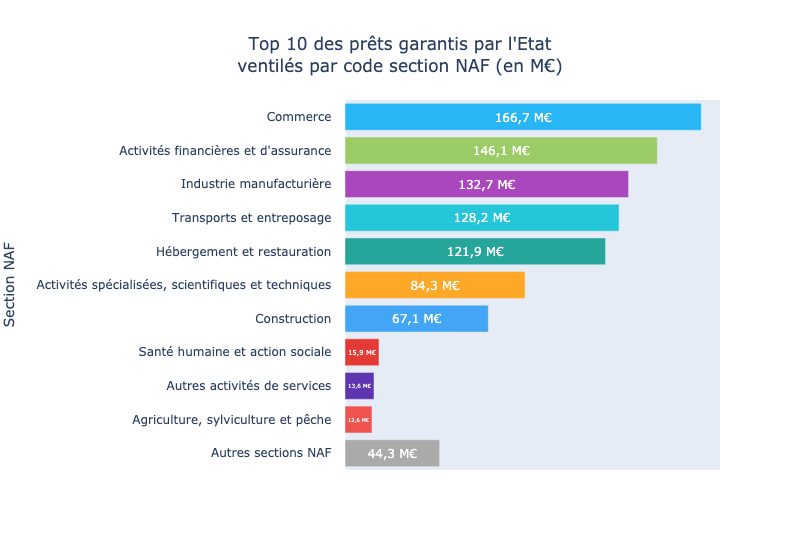 Top 10 des prêts garantis par l'Etat
ventilés par code section NAF (en M€)
Section NAF
Commerce 166,7 M€
Activités financières et d'assurance 146,1 M€
Industrie manufacturière 132,7 M€
Transports et entreposage 128,2 M€
Hébergement et restauration 121,9 M€
Activités spécialisées, scientifiques et techniques 84,3 M€
Construction 67,1 M€
Santé humaine et action sociale 15,9 M€
Autres activités de services 13,6 M€
Agriculture, sylviculture et pêche 12,6 M€
Autres sections NAF 44,3 M€